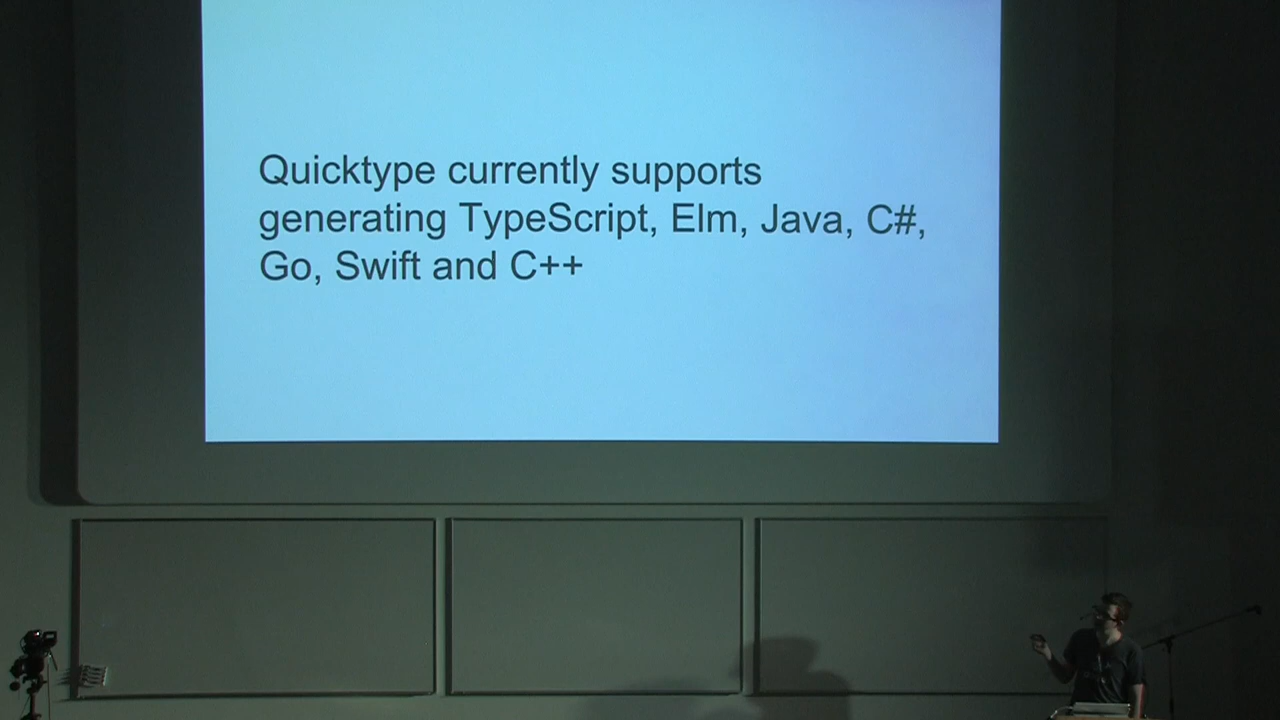 Quicktype currently supports
generating TypeScript, Elm, Java, C#,
Go, Swift and C++